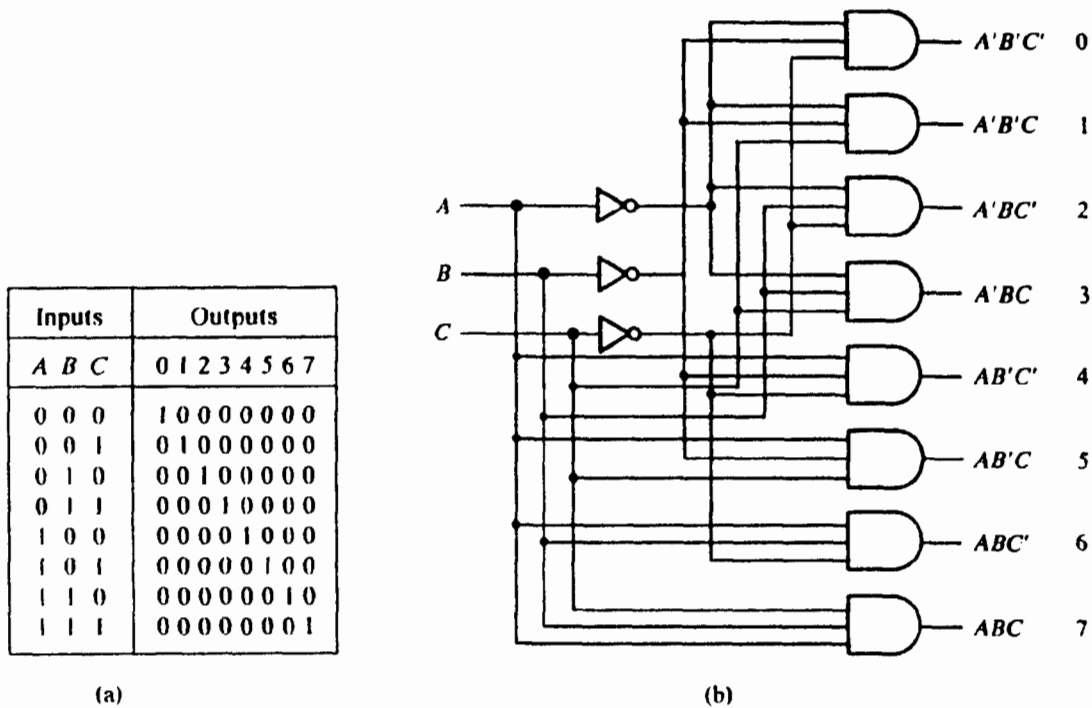 Inputs Outputs
A B C 0 1 2 3 4 5 6 7
0 0 0 1 0 0 0 0 0 0 0
0 0 1 0 1 0 0 0 0 0 0
0 1 0 0 0 1 0 0 0 0 0
0 1 1 0 0 0 1 0 0 0 0
1 0 0 0 0 0 0 1 0 0 0
1 0 1 0 0 0 0 0 1 0 0
1 1 0 0 0 0 0 0 0 1 0
1 1 1 0 0 0 0 0 0 0 1
(a)
A
B
C
A'B'C' 0
A'B'C 1
A'BC' 2
A'BC 3
AB'C' 4
AB'C 5
ABC' 6
ABC 7
(b)